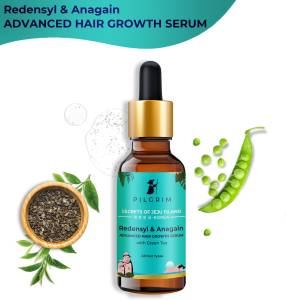 Redensyl & Anagain
ADVANCED HAIR GROWTH SERUM
PILGRIM
SECRETS OF JEJU ISLAND
Redensyl & Anagain
ADVANCED HAIR GROWTH SERUM
with Green Tea